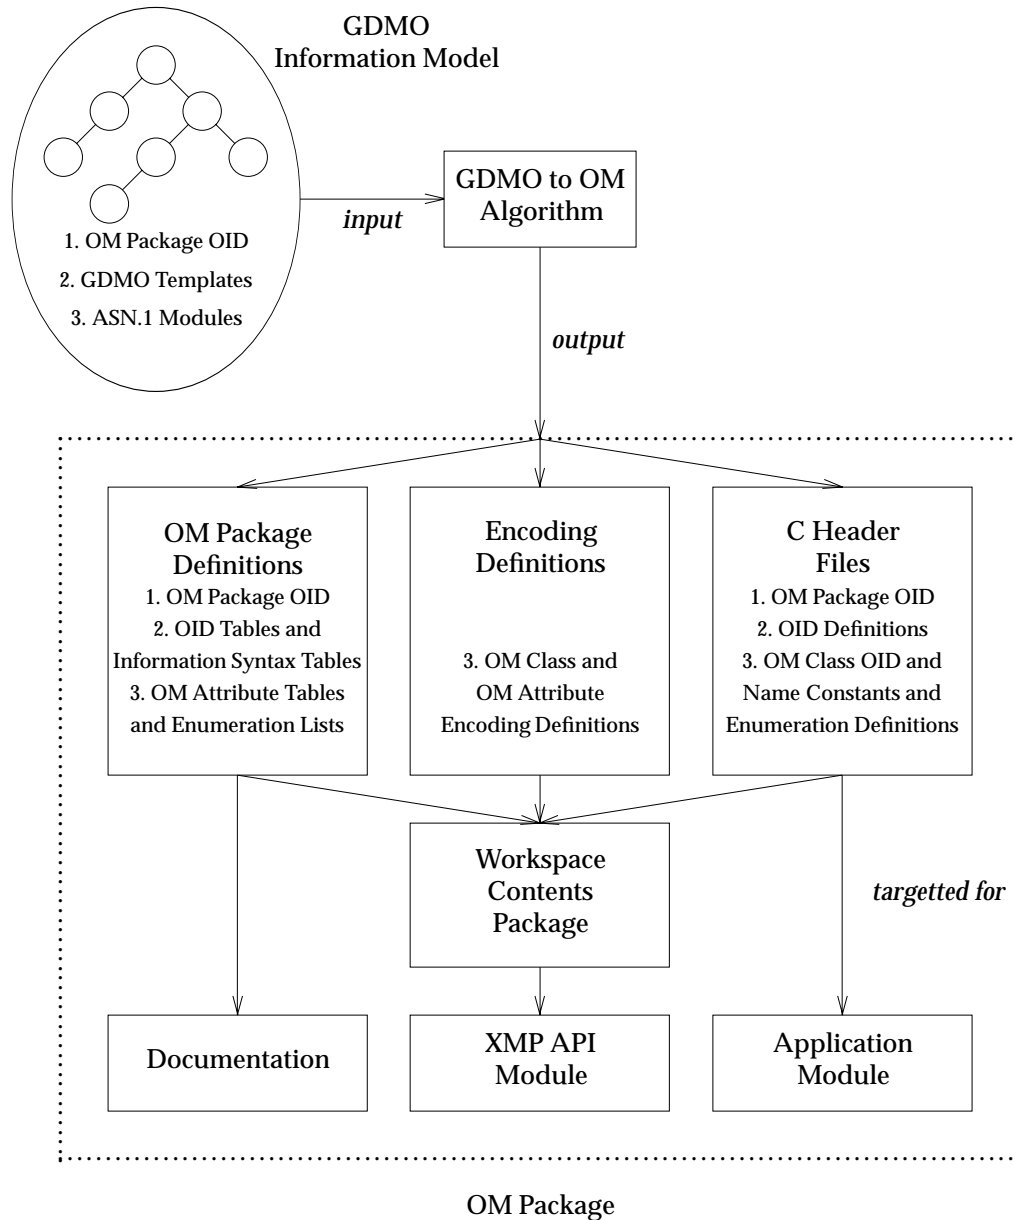 GDMO
Information Model
GDMO to OM
Algorithm
input
1. OM Package OID
2. GDMO Templates
3. ASN.1 Modules
output
OM Package
Definitions
1. OM Package OID
2. OID Tables and
Information Syntax Tables
3. OM Attribute Tables
and Enumeration Lists
Encoding
Definitions
3. OM Class and
OM Attribute
Encoding Definitions
C Header
Files
1. OM Package OID
2. OID Definitions
3. OM Class OID and
Name Constants and
Enumeration Definitions
Workspace
Contents
Package
targetted for
Documentation
XMP API
Module
Application
Module
OM Package